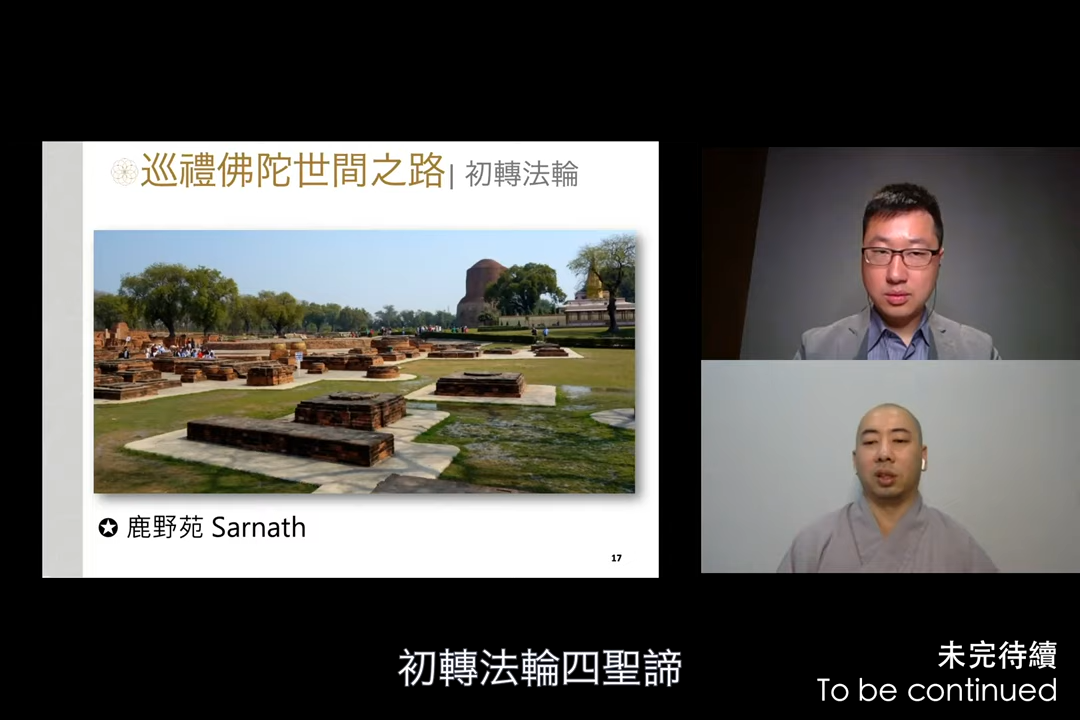 巡禮佛陀世間之路| 初轉法輪
✪ 鹿野苑 Sarnath
17
初轉法輪四聖諦
未完待續
To be continued